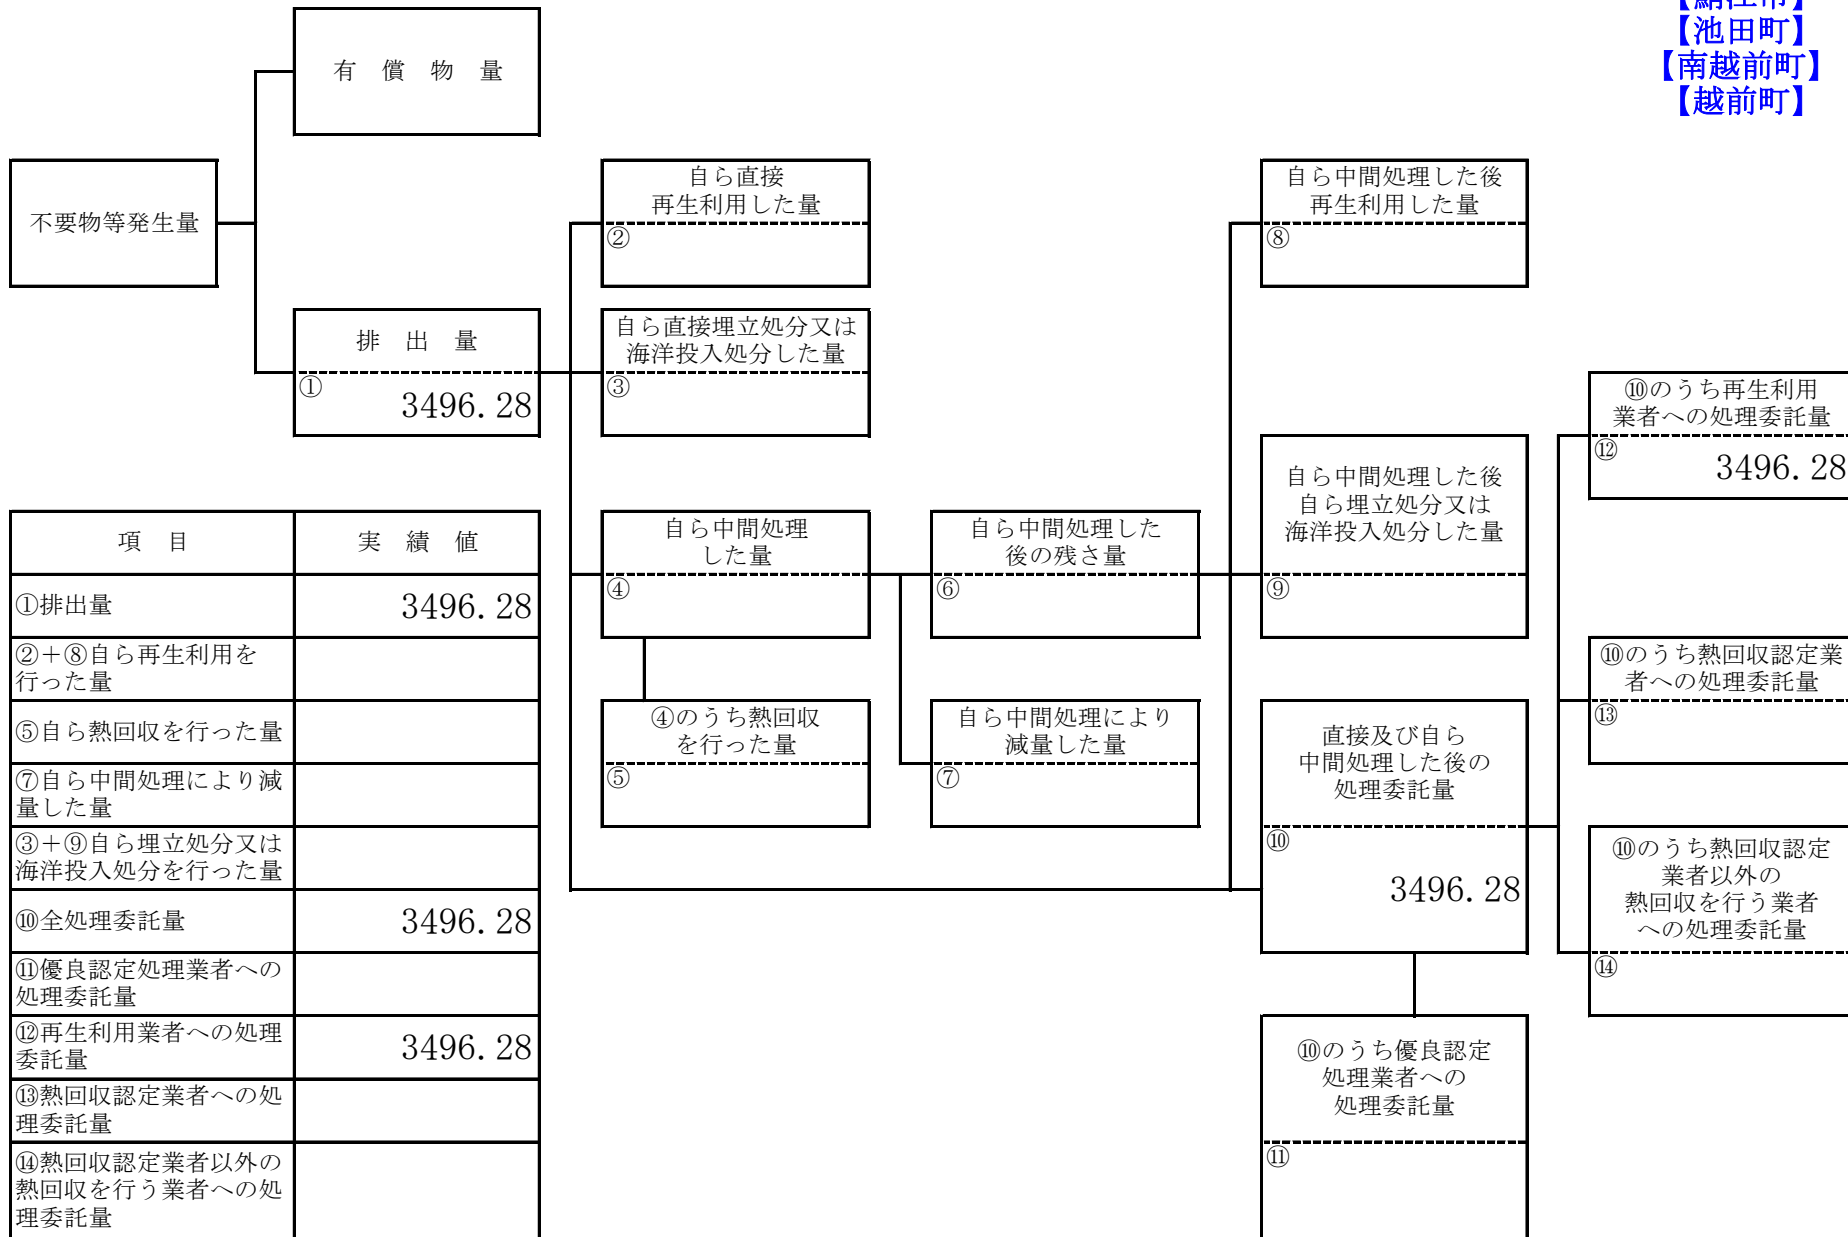 【鯖江市】
【池田町】
【南越前町】
【越前町】
有　償　物　量
不要物等発生量
排　出　量
①
3496.28
自ら直接
再生利用した量
②
自ら直接埋立処分又は
海洋投入処分した量
③
自ら中間処理
した量
④
④のうち熱回収
を行った量
⑤
自ら中間処理した
後の残さ量
⑥
自ら中間処理により
減量した量
⑦
自ら中間処理した後
再生利用した量
⑧
自ら中間処理した後
自ら埋立処分又は
海洋投入処分した量
⑨
直接及び自ら
中間処理した後の
処理委託量
⑩
3496.28
⑩のうち優良認定
処理業者への
処理委託量
⑪
⑩のうち再生利用
業者への処理委託量
⑫
3496.28
⑩のうち熱回収認定業
者への処理委託量
⑬
⑩のうち熱回収認定
業者以外の
熱回収を行う業者
への処理委託量
⑭
項　目　実　績　値
①排出量　3496.28
②＋⑧自ら再生利用を
行った量
⑤自ら熱回収を行った量
⑦自ら中間処理により減
量した量
③＋⑨自ら埋立処分又は
海洋投入処分を行った量
⑩全処理委託量　3496.28
⑪優良認定処理業者への
処理委託量
⑫再生利用業者への処理
委託量　3496.28
⑬熱回収認定業者への処
理委託量
⑭熱回収認定業者以外の
熱回収を行う業者への処
理委託量